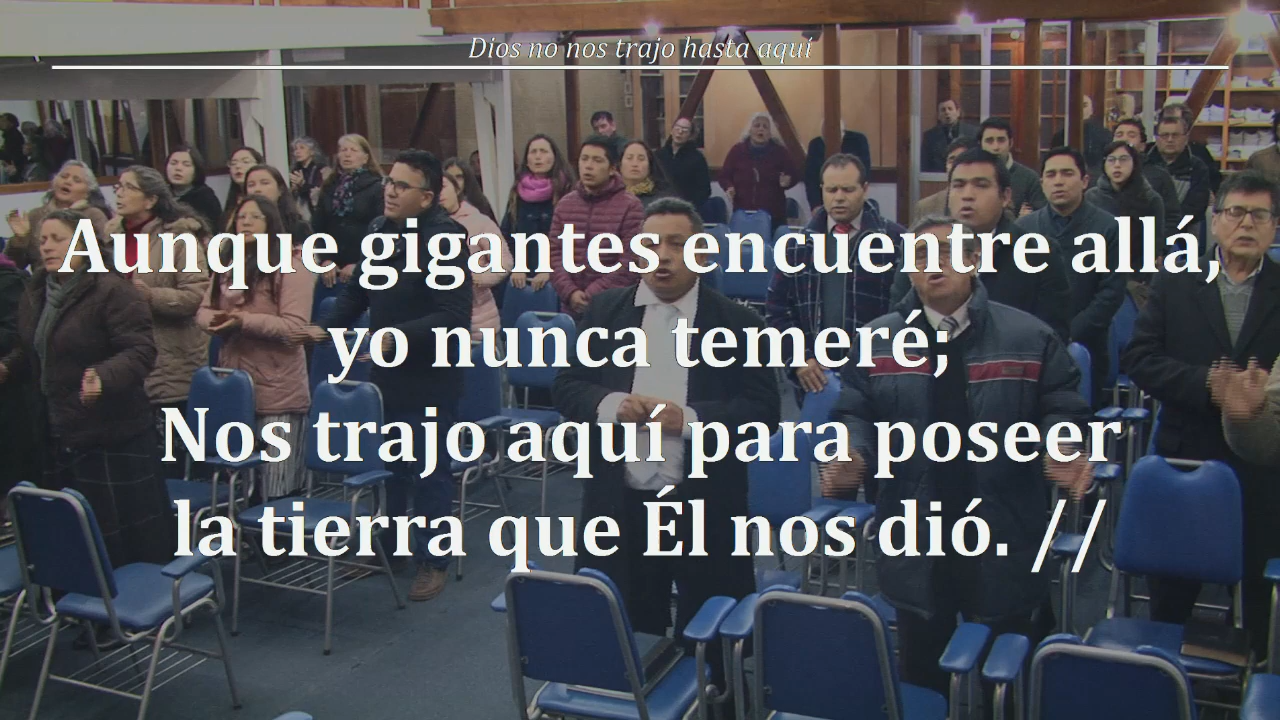 Dios no nos trajo hasta aquí
Aunque gigantes encuentre allá,
yo nunca temeré;
Nos trajo aquí para poseer
la tierra que Él nos dió. //